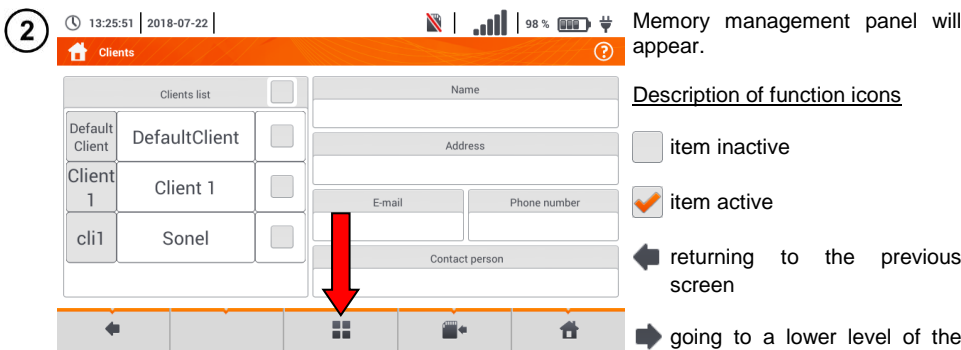 2
13:25:51 2018-07-22
98 %
Clients
?
Clients list
Default Client
DefaultClient
Client 1
Client 1
cli1
Sonel
Name
Address
E-mail
Phone number
Contact person
Memory management panel will
appear.
Description of function icons
item inactive
item active
returning to the previous
screen
going to a lower level of the